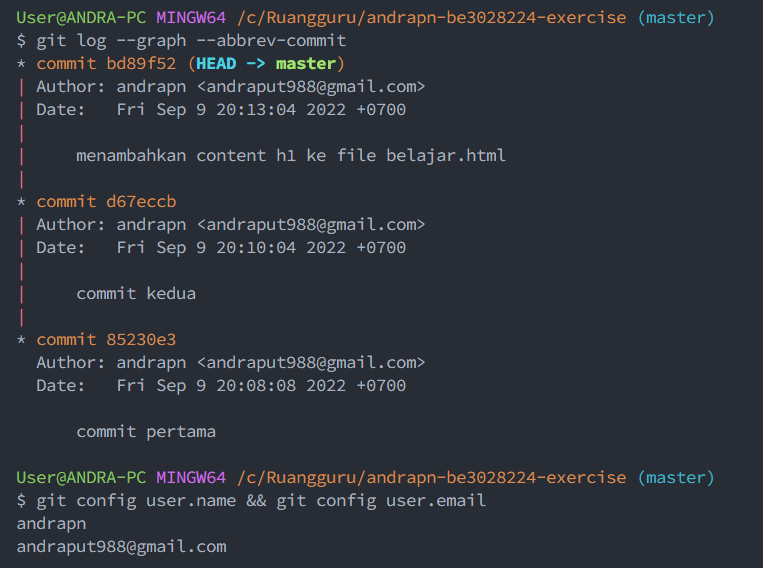 User@ANDRA-PC MINGW64 /c/Ruangguru/andrapn-be3028224-exercise (master)
$ git log --graph --abbrev-commit
* commit bd89f52 (HEAD -> master)
| Author: andrapn <andraput988@gmail.com>
| Date:   Fri Sep 9 20:13:04 2022 +0700
|
|     menambahkan content h1 ke file belajar.html
|
* commit d67eccb
| Author: andrapn <andraput988@gmail.com>
| Date:   Fri Sep 9 20:10:04 2022 +0700
|
|     commit kedua
|
* commit 85230e3
  Author: andrapn <andraput988@gmail.com>
  Date:   Fri Sep 9 20:08:08 2022 +0700

      commit pertama

User@ANDRA-PC MINGW64 /c/Ruangguru/andrapn-be3028224-exercise (master)
$ git config user.name && git config user.email
andrapn
andraput988@gmail.com